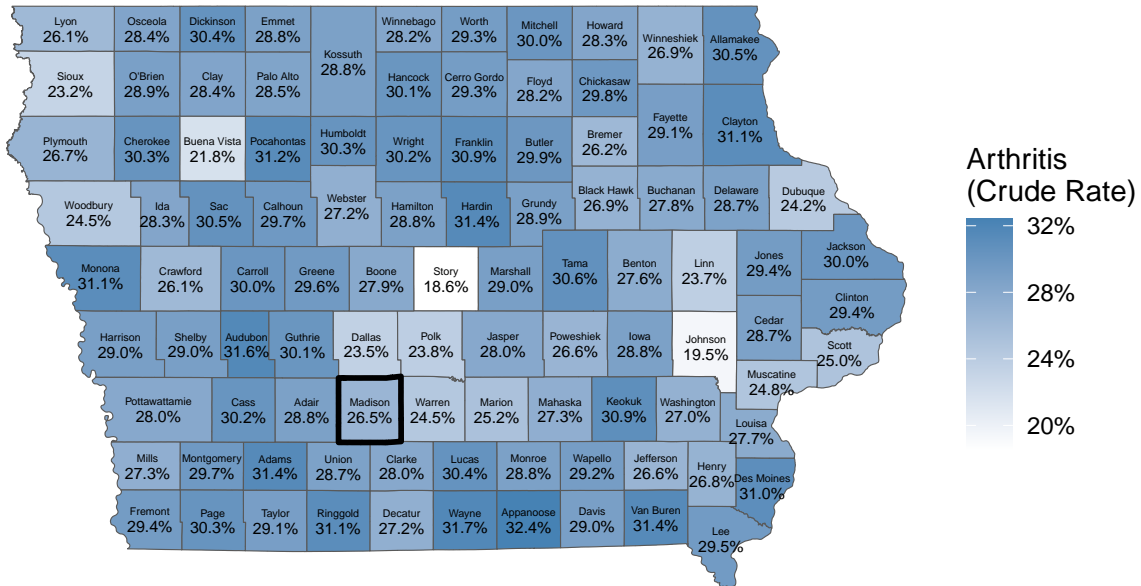 Lyon
26.1%
Osceola
28.4%
Dickinson
30.4%
Emmet
28.8%
Winnebago
28.2%
Worth
29.3%
Mitchell
30.0%
Howard
28.3%
Winneshiek
26.9%
Allamakee
30.5%
Kossuth
28.8%
Sioux
23.2%
O'Brien
28.9%
Clay
28.4%
Palo Alto
28.5%
Hancock
30.1%
Cerro Gordo
29.3%
Floyd
28.2%
Chickasaw
29.8%
Fayette
29.1%
Clayton
31.1%
Plymouth
26.7%
Cherokee
30.3%
Buena Vista
21.8%
Pocahontas
31.2%
Humboldt
30.3%
Wright
30.2%
Franklin
30.9%
Butler
29.9%
Bremer
26.2%
Woodbury
24.5%
Ida
28.3%
Sac
30.5%
Calhoun
29.7%
Webster
27.2%
Hamilton
28.8%
Hardin
31.4%
Grundy
28.9%
Black Hawk
26.9%
Buchanan
27.8%
Delaware
28.7%
Dubuque
24.2%
Monona
31.1%
Crawford
26.1%
Carroll
30.0%
Greene
29.6%
Boone
27.9%
Story
18.6%
Marshall
29.0%
Tama
30.6%
Benton
27.6%
Linn
23.7%
Jones
29.4%
Jackson
30.0%
Clinton
29.4%
Harrison
29.0%
Shelby
29.0%
Audubon
31.6%
Guthrie
30.1%
Dallas
23.5%
Polk
23.8%
Jasper
28.0%
Poweshiek
26.6%
Iowa
28.8%
Johnson
19.5%
Cedar
28.7%
Scott
25.0%
Muscatine
24.8%
Pottawattamie
28.0%
Cass
30.2%
Adair
28.8%
Madison
26.5%
Warren
24.5%
Marion
25.2%
Mahaska
27.3%
Keokuk
30.9%
Washington
27.0%
Louisa
27.7%
Mills
27.3%
Montgomery
29.7%
Adams
31.4%
Union
28.7%
Clarke
28.0%
Lucas
30.4%
Monroe
28.8%
Wapello
29.2%
Jefferson
26.6%
Henry
26.8%
Des Moines
31.0%
Fremont
29.4%
Page
30.3%
Taylor
29.1%
Ringgold
31.1%
Decatur
27.2%
Wayne
31.7%
Appanoose
32.4%
Davis
29.0%
Van Buren
31.4%
Lee
29.5%
Arthritis
(Crude Rate)
32%
28%
24%
20%